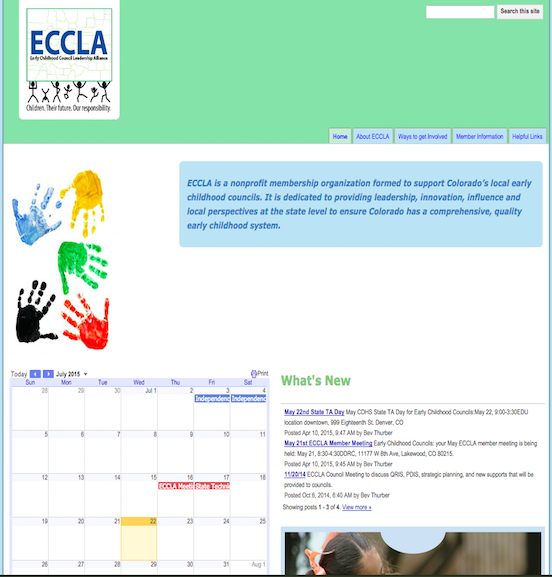 Search this site
ECCLA
Early Childhood Council Leadership Alliance
Children. Their future, Our responsibility.
Home
About ECCLA
Ways to get Involved
Member Information
Helpful Links
ECCLA is a nonprofit membership organization formed to support Colorado's local early
childhood councils. It is dedicated to providing leadership, innovation, influence and
local perspectives at the state level to ensure Colorado has a comprehensive, quality
early childhood system.
Today July 2015 Print
Sun Mon Tue Wed Thu Fri Sat
28 29 30 Jul 1 2 3 4
5 6 7 8 9 10 11
12 13 14 15 16 17 18
19 20 21 22 23 24 25
26 27 28 29 30 31 Aug 1
What's New
May 22nd State TA Day May CDHS State TA Day for Early Childhood Councils:May 22, 9:00-3:30EDU
location downtown, 999 Eighteenth St. Denver, CO
Posted Apr 10, 2015, 9:47 AM by Bev Thurber
May 21st ECCLA Member Meeting Early Childhood Councils: your May ECCLA member meeting is being
held: May 21, 8:30-4:30DDRC, 11177 W 8th Ave, Lakewood, CO 80215.
Posted Apr 10, 2015, 9:45 AM by Bev Thurber
11/20/14 ECCLA Council Meeting to discuss QRIS, PDIS, strategic planning, and new supports that will be
provided to councils.
Posted Oct 6, 2014, 6:40 AM by Bev Thurber
Showing posts 1 - 3 of 4. View more »